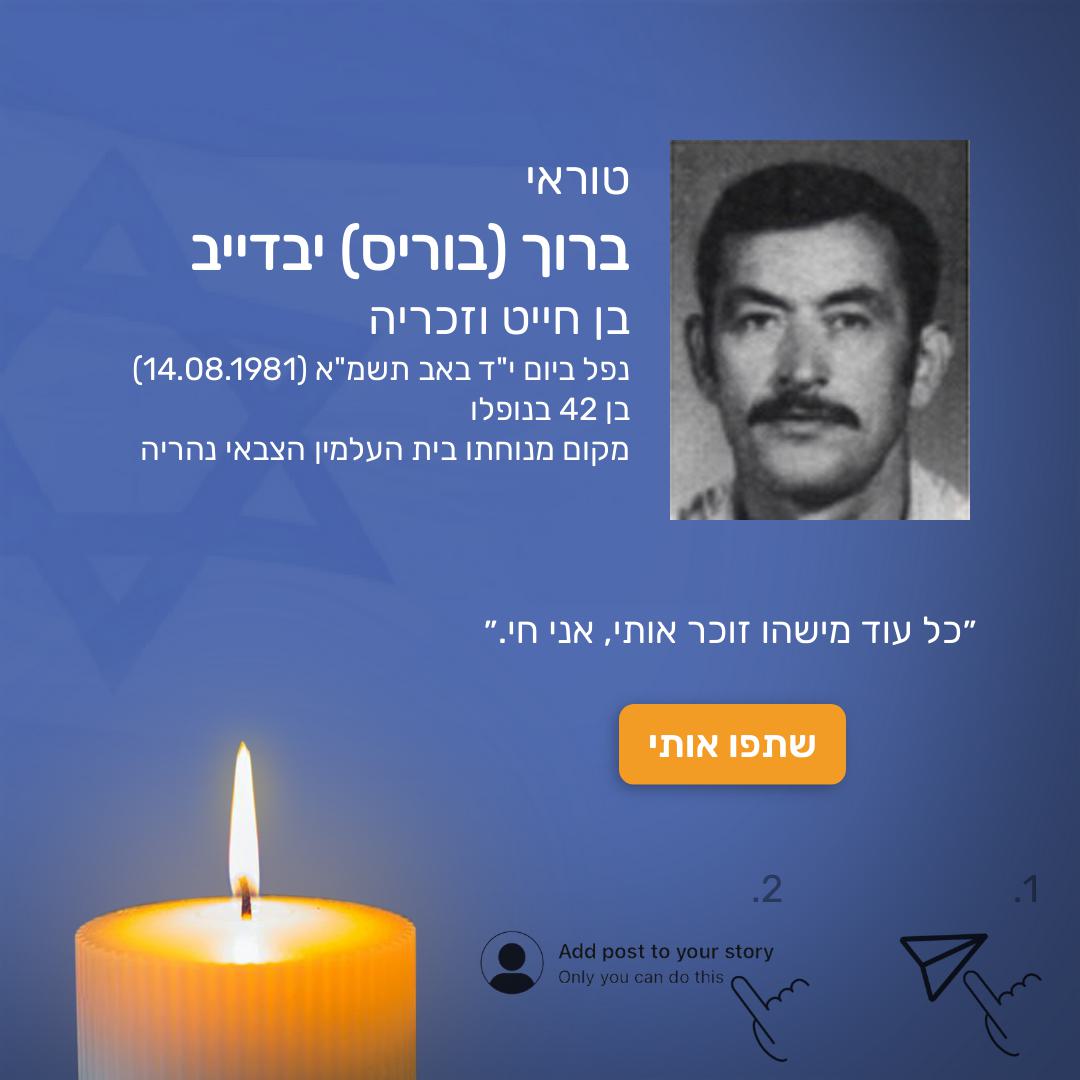 טוראי
ברוך (בוריס) יבדייב
בן חייט וזכריה
נפל ביום י"ד באב תשמ"א (14.08.1981)
בן 42 בנופלו
מקום מנוחתו בית העלמין הצבאי נהריה
״כל עוד מישהו זוכר אותי, אני חי.״
שתפו אותי
.1
.2
Add post to your story
Only you can do this